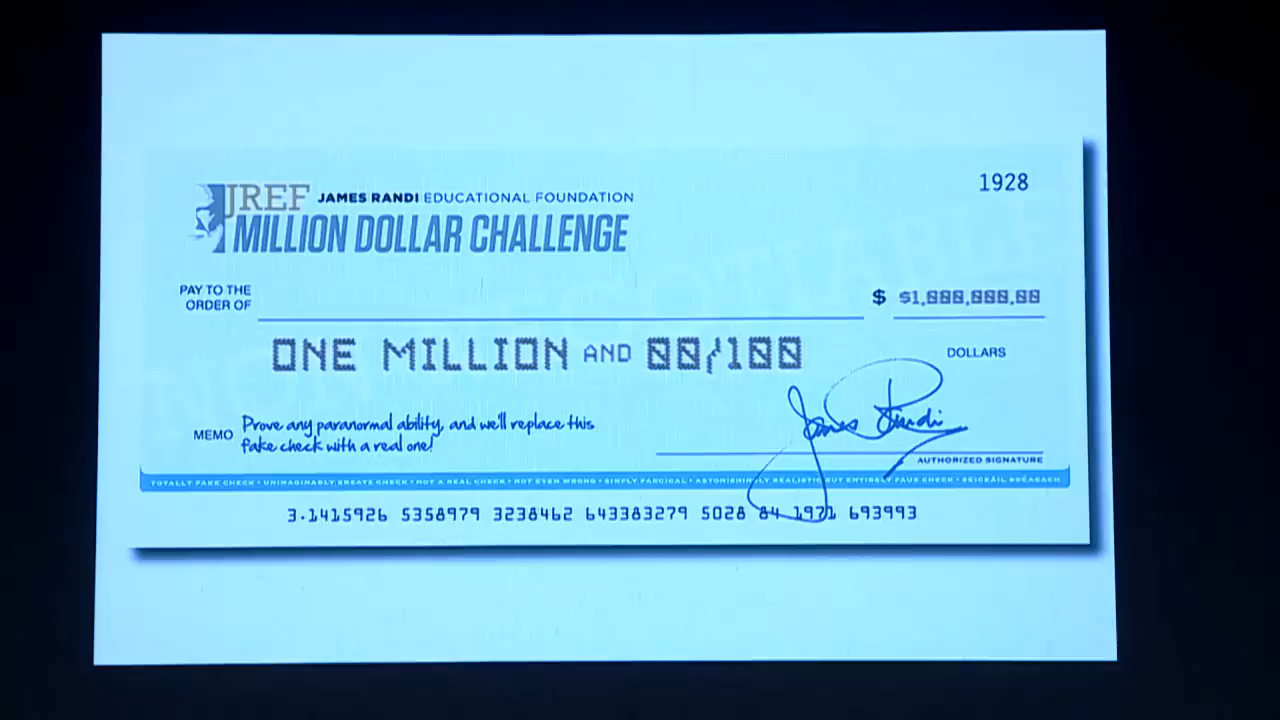 1928
JREF JAMES RANDI EDUCATIONAL FOUNDATION
MILLION DOLLAR CHALLENGE
PAY TO THE
ORDER OF
$ $1,000,000.00
ONE MILLION AND 00/100
DOLLARS
MEMO Prove any paranormal ability, and we'll replace this
fake check with a real one!
James Randi
AUTHORIZED SIGNATURE
TOTALLY FAKE CHECK • UNIMAGINABLY ERSATZ CHECK • NOT A REAL CHECK • NOT EVEN WRONG • SIMPLY FARCICAL • ASTONISHINGLY REALISTIC BUT ENTIRELY FAUX CHECK • SEICEÁIL BRÉAGACH
3.1415926 5358979 3238462 643383279 5028 84 1971 693993